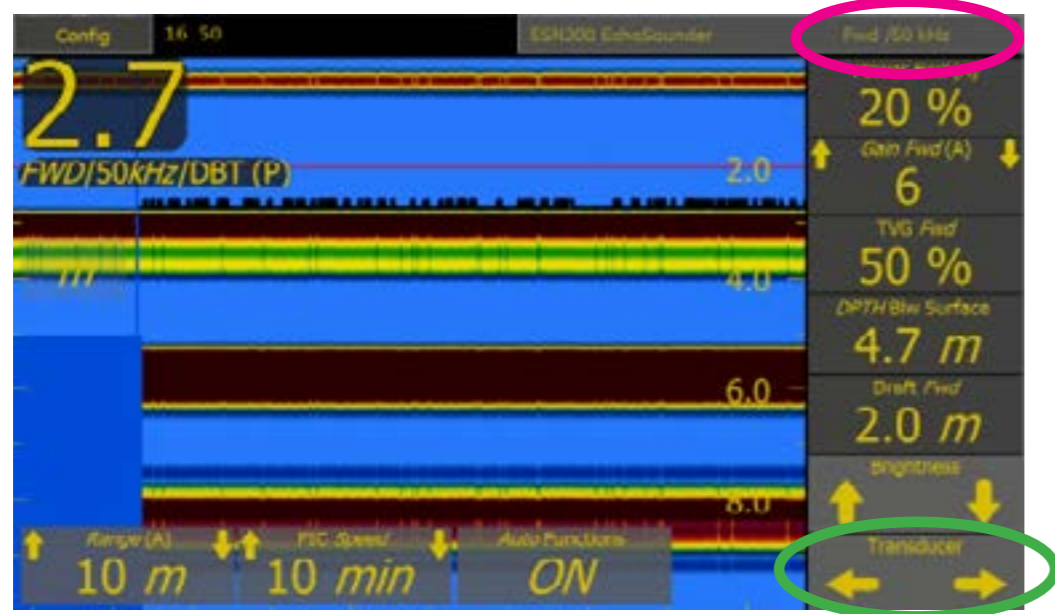 Config
16 50
ESN200 EchoSounder
Fwd /50 kHz
2.7
FWD/50kHz/DBT (P)
20 %
Gain Fwd (A)
6
TVG Fwd
50 %
DPTH Blw Surface
4.7 m
Draft Fwd
2.0 m
Brightness
Transducer
2.0
4.0
6.0
8.0
Range (A)
10 m
PIC Speed
10 min
Auto Functions
ON